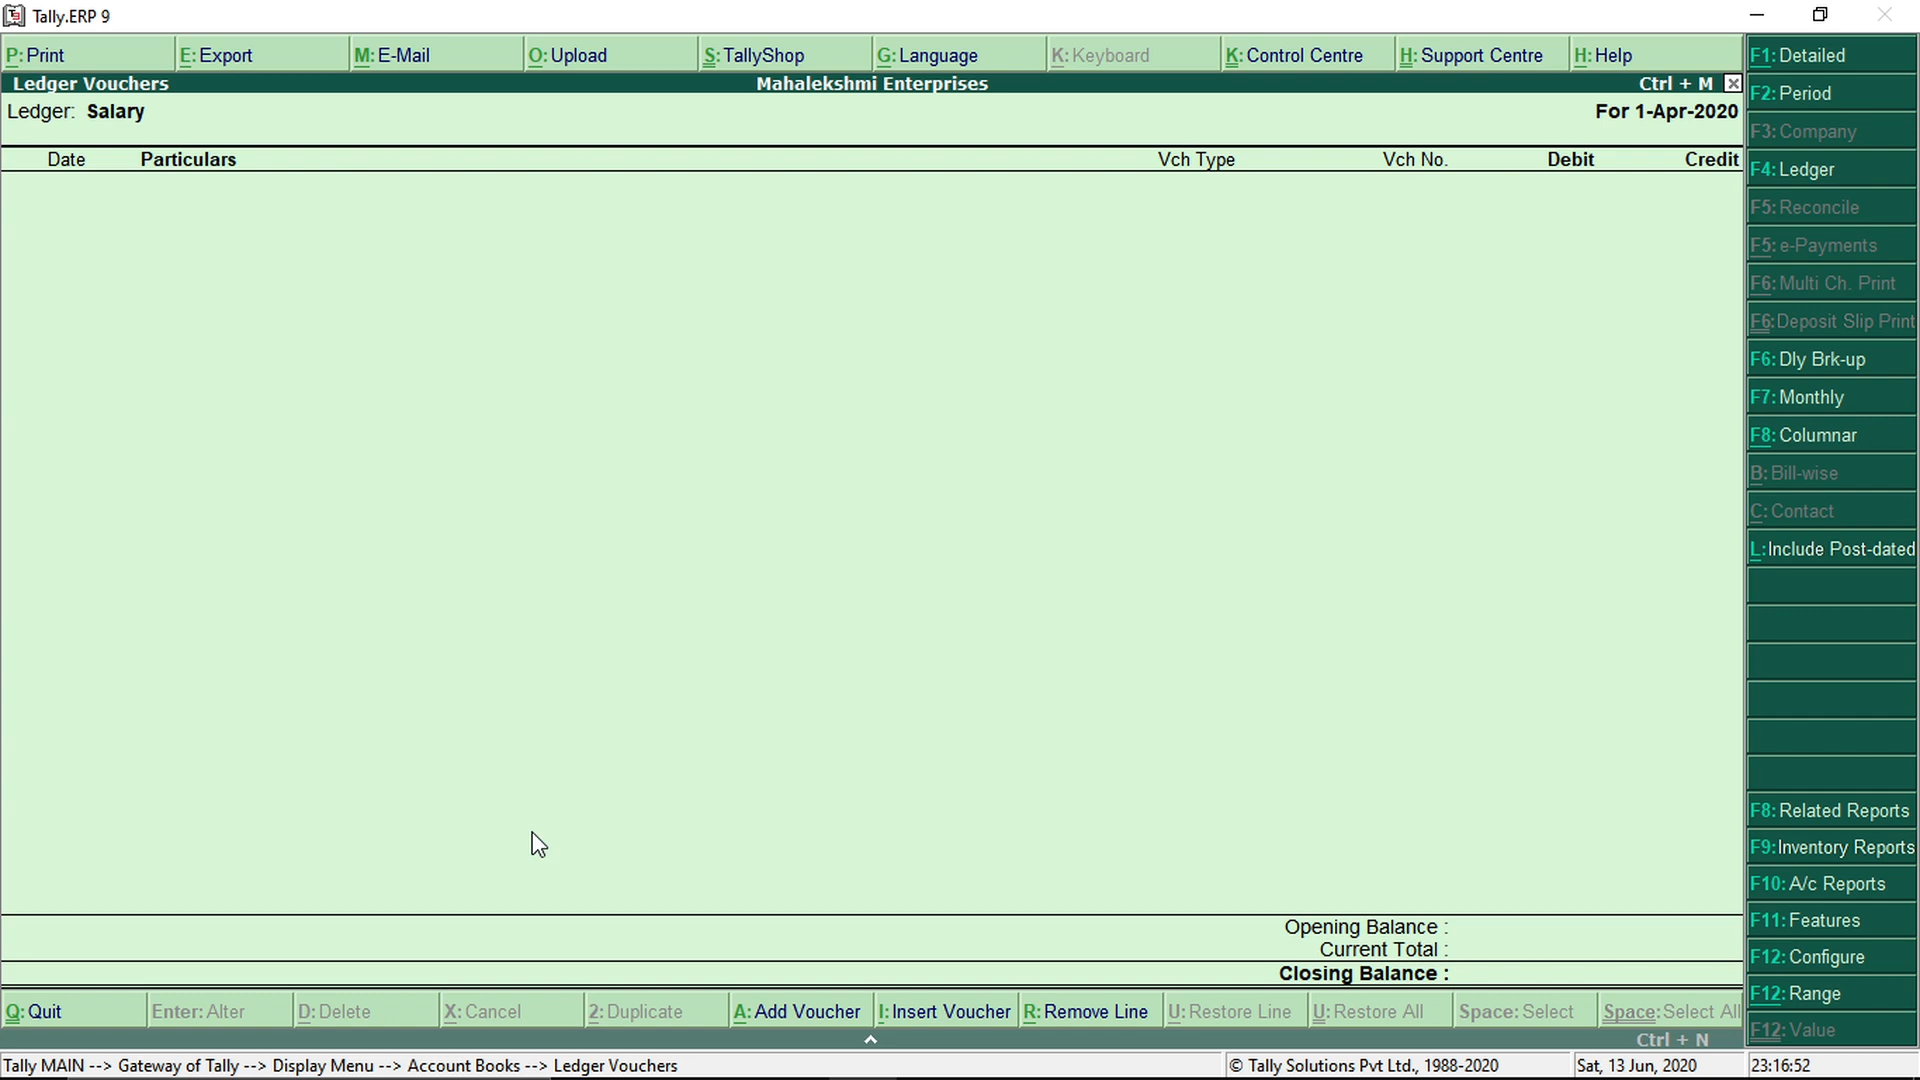 Tally.ERP 9
P: Print E: Export M: E-Mail O: Upload S: TallyShop G: Language K: Keyboard K: Control Centre H: Support Centre H: Help
Ledger Vouchers Mahalekshmi Enterprises Ctrl + M
Ledger: Salary For 1-Apr-2020
Date Particulars Vch Type Vch No. Debit Credit
Opening Balance :
Current Total :
Closing Balance :
Q: Quit Enter: Alter D: Delete X: Cancel 2: Duplicate A: Add Voucher I: Insert Voucher R: Remove Line U: Restore Line U: Restore All Space: Select Space: Select All
Ctrl + N
F1: Detailed
F2: Period
F3: Company
F4: Ledger
F5: Reconcile
F5: e-Payments
F6: Multi Ch. Print
F6:Deposit Slip Print
F6: Dly Brk-up
F7: Monthly
F8: Columnar
B: Bill-wise
C: Contact
L:Include Post-dated
F8: Related Reports
F9:Inventory Reports
F10: A/c Reports
F11: Features
F12: Configure
F12: Range
F12: Value
Tally MAIN --> Gateway of Tally --> Display Menu --> Account Books --> Ledger Vouchers © Tally Solutions Pvt Ltd., 1988-2020 Sat, 13 Jun, 2020 23:16:52